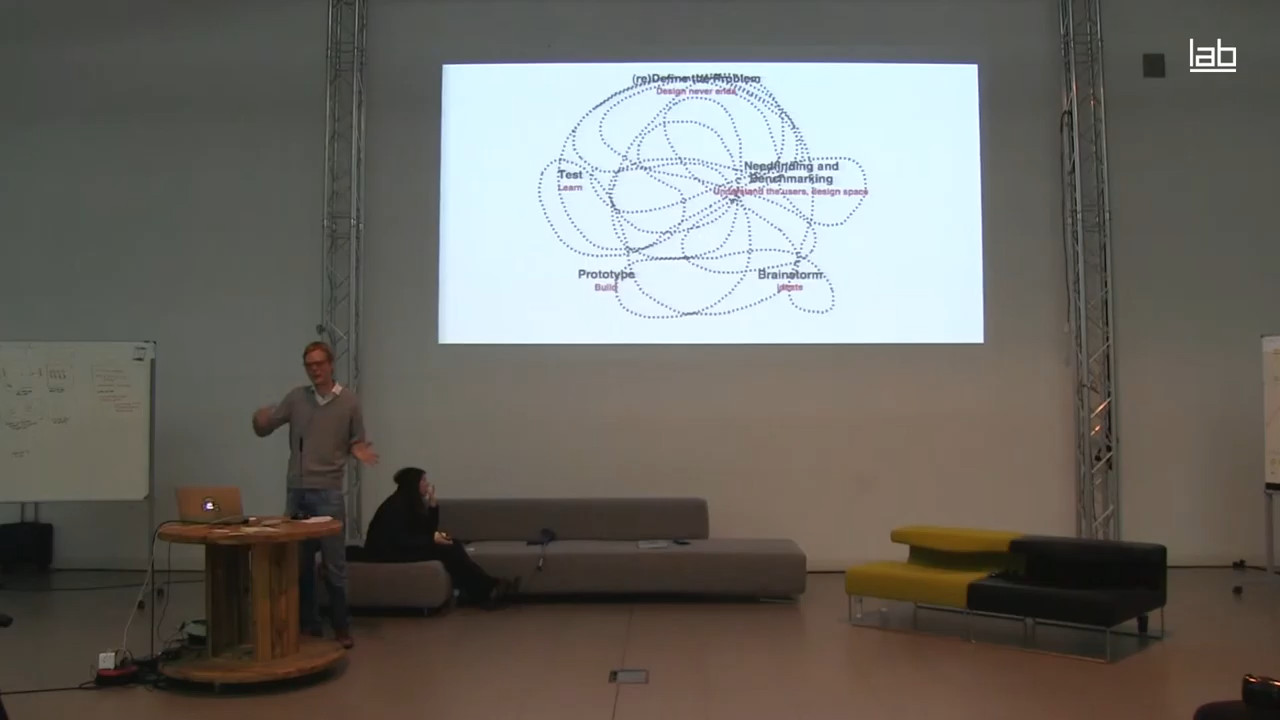 lab
(re)Define the Problem
Design never ends
Test
Learn
Needfinding and
Benchmarking
Understand the users, design space
Prototype
Build
Brainstorm
Ideate